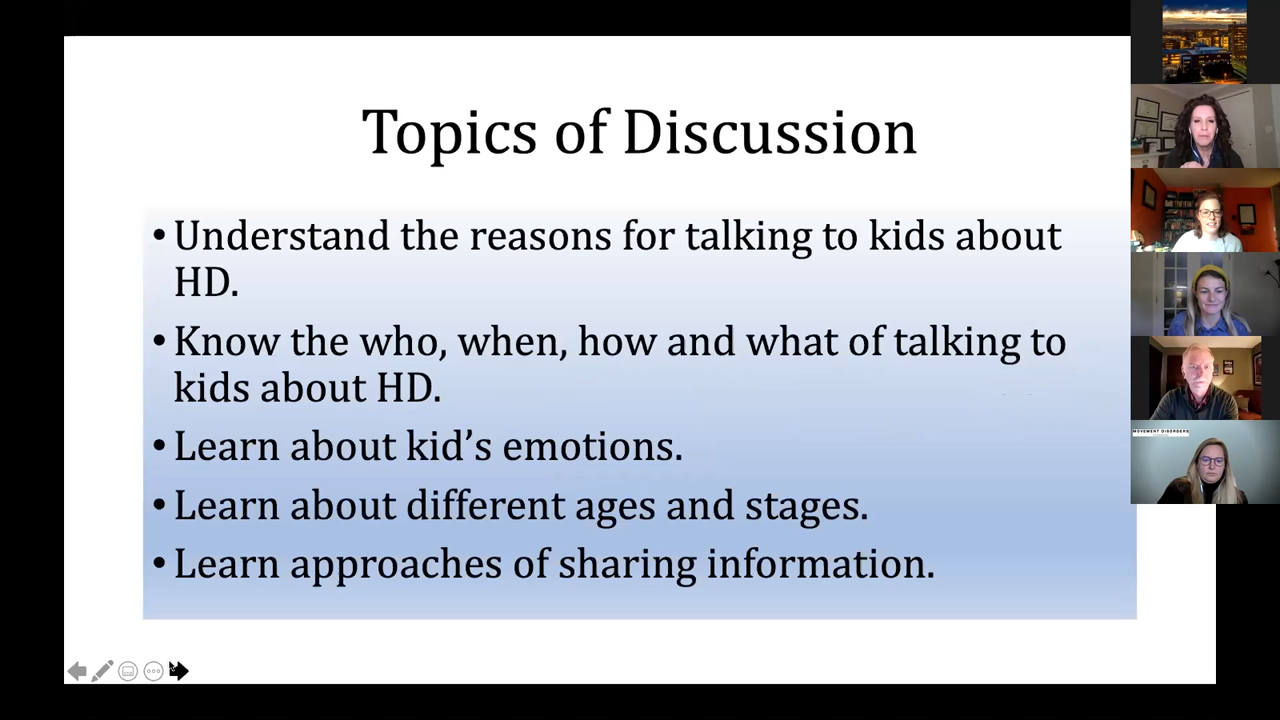 Topics of Discussion
• Understand the reasons for talking to kids about
HD.
• Know the who, when, how and what of talking to
kids about HD.
• Learn about kid’s emotions.
• Learn about different ages and stages.
• Learn approaches of sharing information.
MOVEMENT DISORDERS